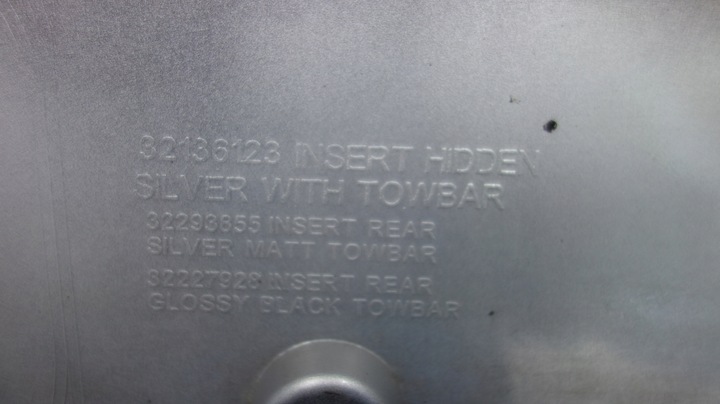 32136123 INSERT HIDDEN
SILVER WITH TOWBAR
32293855 INSERT REAR
SILVER MATT TOWBAR
32227928 INSERT REAR
GLOSSY BLACK TOWBAR